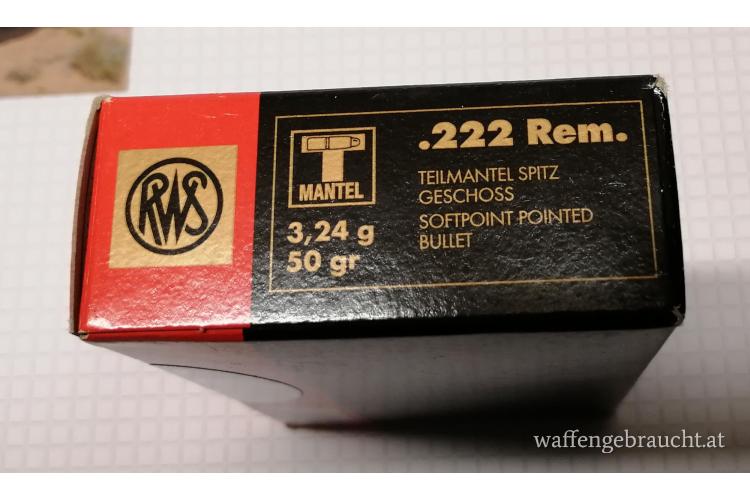 RWS
T
MANTEL
3,24 g
50 gr
.222 Rem.
TEILMANTEL SPITZ
GESCHOSS
SOFTPOINT POINTED
BULLET
waffengebraucht.at